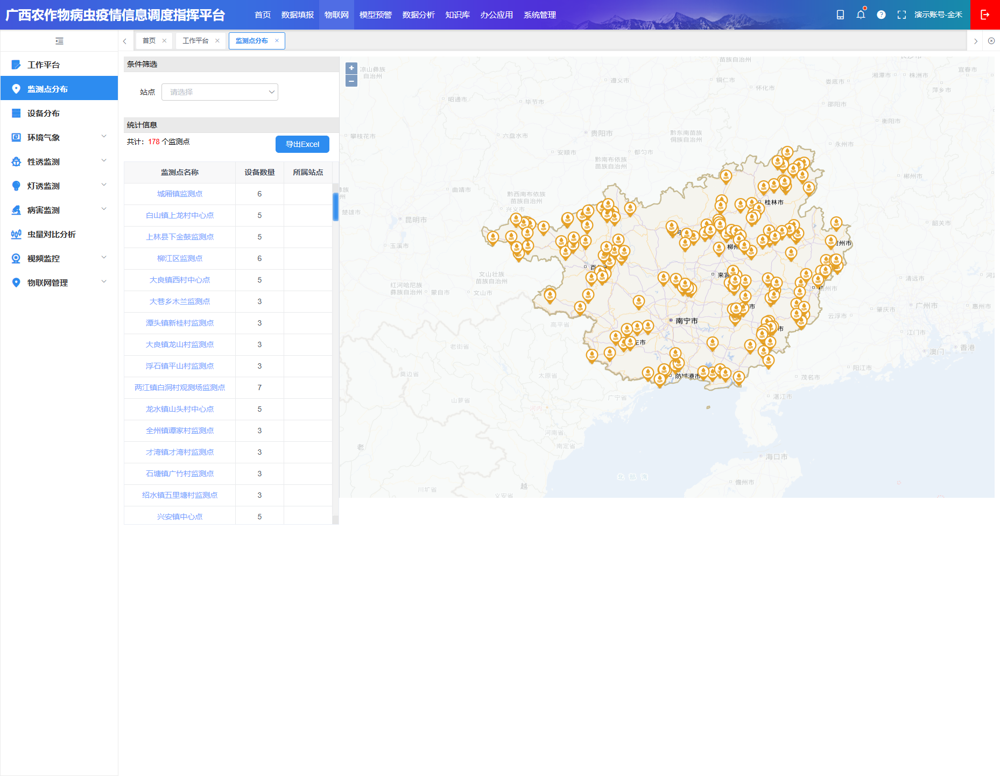 广西农作物病虫疫情信息调度指挥平台
首页 数据填报 物联网 模型预警 数据分析 知识库 办公应用 系统管理
演示账号-金禾
首页
工作平台
监测点分布
工作平台
监测点分布
设备分布
环境气象
性诱监测
灯诱监测
病害监测
虫量对比分析
视频监控
物联网管理
条件筛选
站点 请选择
统计信息
共计：178 个监测点
导出Excel
监测点名称 设备数量 所属站点
城厢镇监测点 6
白山镇上龙村中心点 5
上林县下金鼓监测点 5
柳江区监测点 6
大良镇西村中心点 5
大巷乡木兰监测点 3
潭头镇新桂村监测点 3
大良镇龙山村监测点 3
浮石镇平山村监测点 3
两江镇白洞村观测场监测点 7
龙水镇山头村中心点 5
全州镇谭家村监测点 3
才湾镇才湾村监测点 3
石塘镇广竹村监测点 3
绍水镇五里塘村监测点 3
兴安镇中心点 5
+
−
凉山彝族
自治州
苗族自治州
遵义市
铜仁市
怀化市
娄底市
湘潭市
株洲市
宜春市
萍乡市
昭通市
毕节市
邵阳市
衡阳市
攀枝花市
六盘水市
贵阳市
黔东南苗族
侗族自治州
永州市
安顺市
都匀市
黔南布依族
苗族自治州
郴州市
曲靖市
黔西南布依族
苗族自治州
兴义市
楚雄市
昆明市
桂林市
韶关市
玉溪市
贺州市
文山壮族
苗族自治州
红河哈尼族
彝族自治州
蒙自市
文山市
清远市
肇庆市
广州市
惠州市
云浮市
南宁市
高平省
老街省
江门市
澳门
香港
奠边省
太原省
防城港市
茂名市
阳江市
山萝省
广宁省
湛江市
河内
河南省
南定省
老
海口市
北部湾
儋州市
川圹省
越
义安省